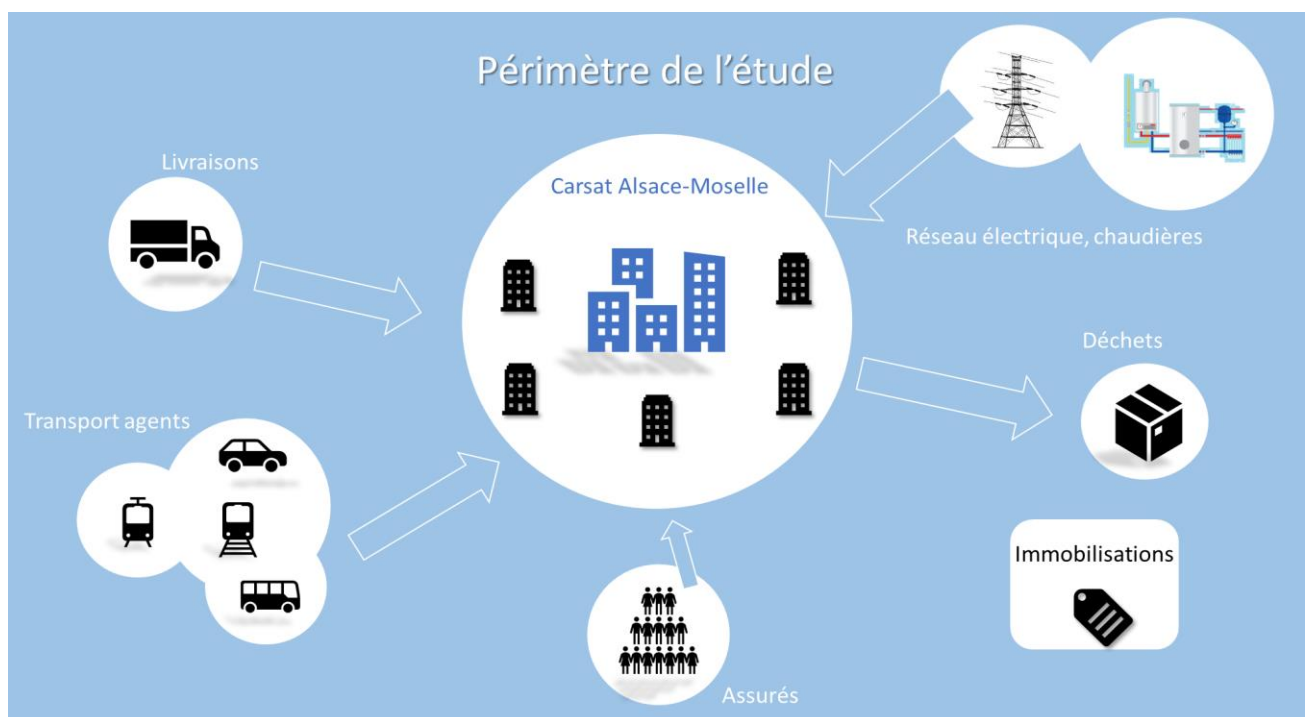 Périmètre de l'étude
Livraisons
Carsat Alsace-Moselle
Réseau électrique, chaudières
Déchets
Transport agents
Immobilisations
Assurés